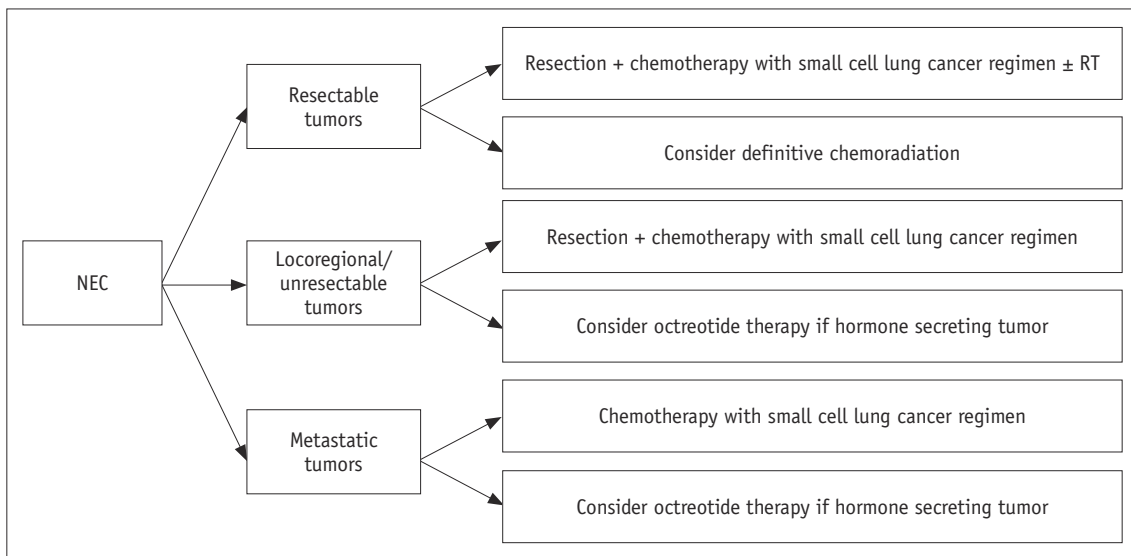 Resection + chemotherapy with small cell lung cancer regimen ± RT
Resectable
tumors
Consider definitive chemoradiation
Resection + chemotherapy with small cell lung cancer regimen
NEC
Locoregional/
unresectable
tumors
Consider octreotide therapy if hormone secreting tumor
Chemotherapy with small cell lung cancer regimen
Metastatic
tumors
Consider octreotide therapy if hormone secreting tumor